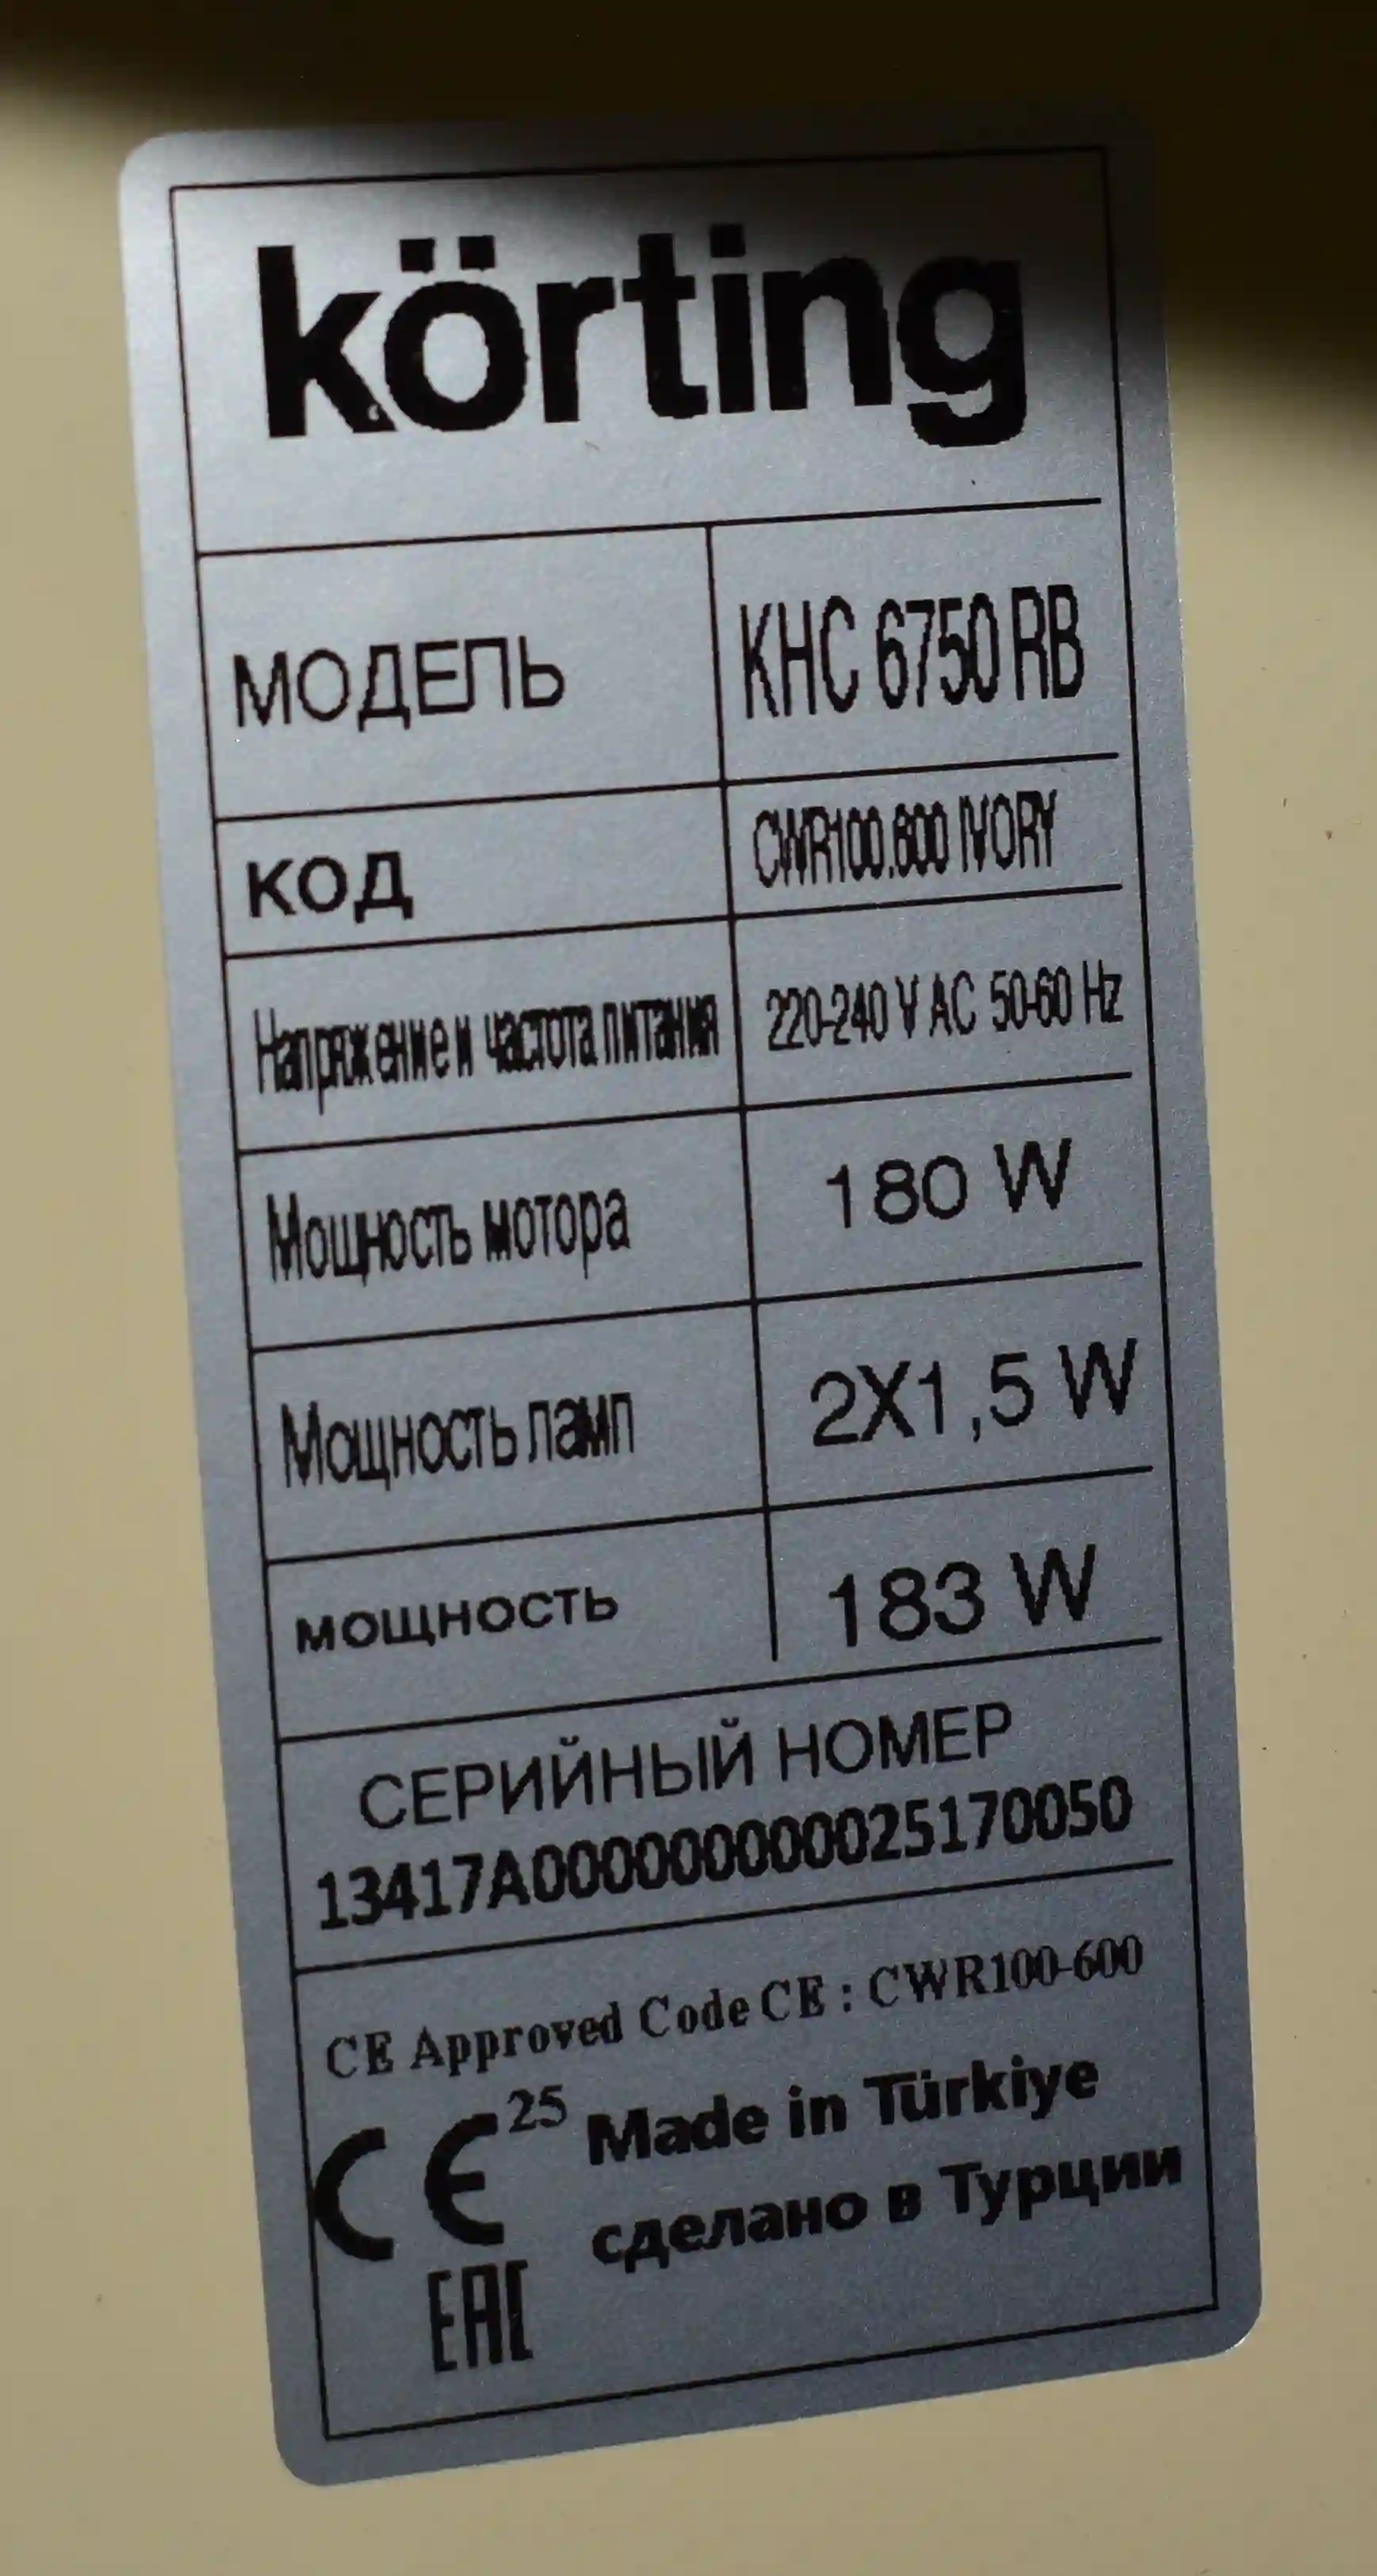 körting
МОДЕЛЬ KHC 6750 RB
КОД CWR100.600 IVORY
Напряжение и частота питания 220-240 V AC 50-60 Hz
Мощность мотора 180 W
Мощность ламп 2X1,5 W
МОЩНОСТЬ 183 W
СЕРИЙНЫЙ НОМЕР
13417A0000000000025170050
CE Approved Code CE : CWR100-600
CE 25 Made in Türkiye
сделано в Турции
EAC